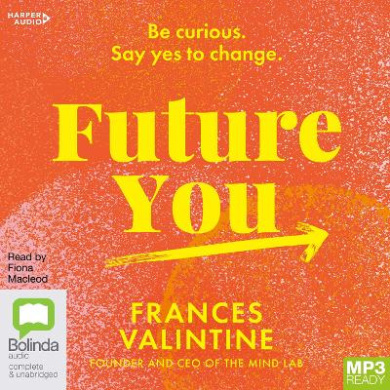 HARPER
AUDIO
Be curious.
Say yes to change.
Future
You
Read by
Fiona
Macleod
FRANCES
VALINTINE
FOUNDER AND CEO OF THE MIND LAB
Bolinda
audio
complete
& unabridged
MP3
READY